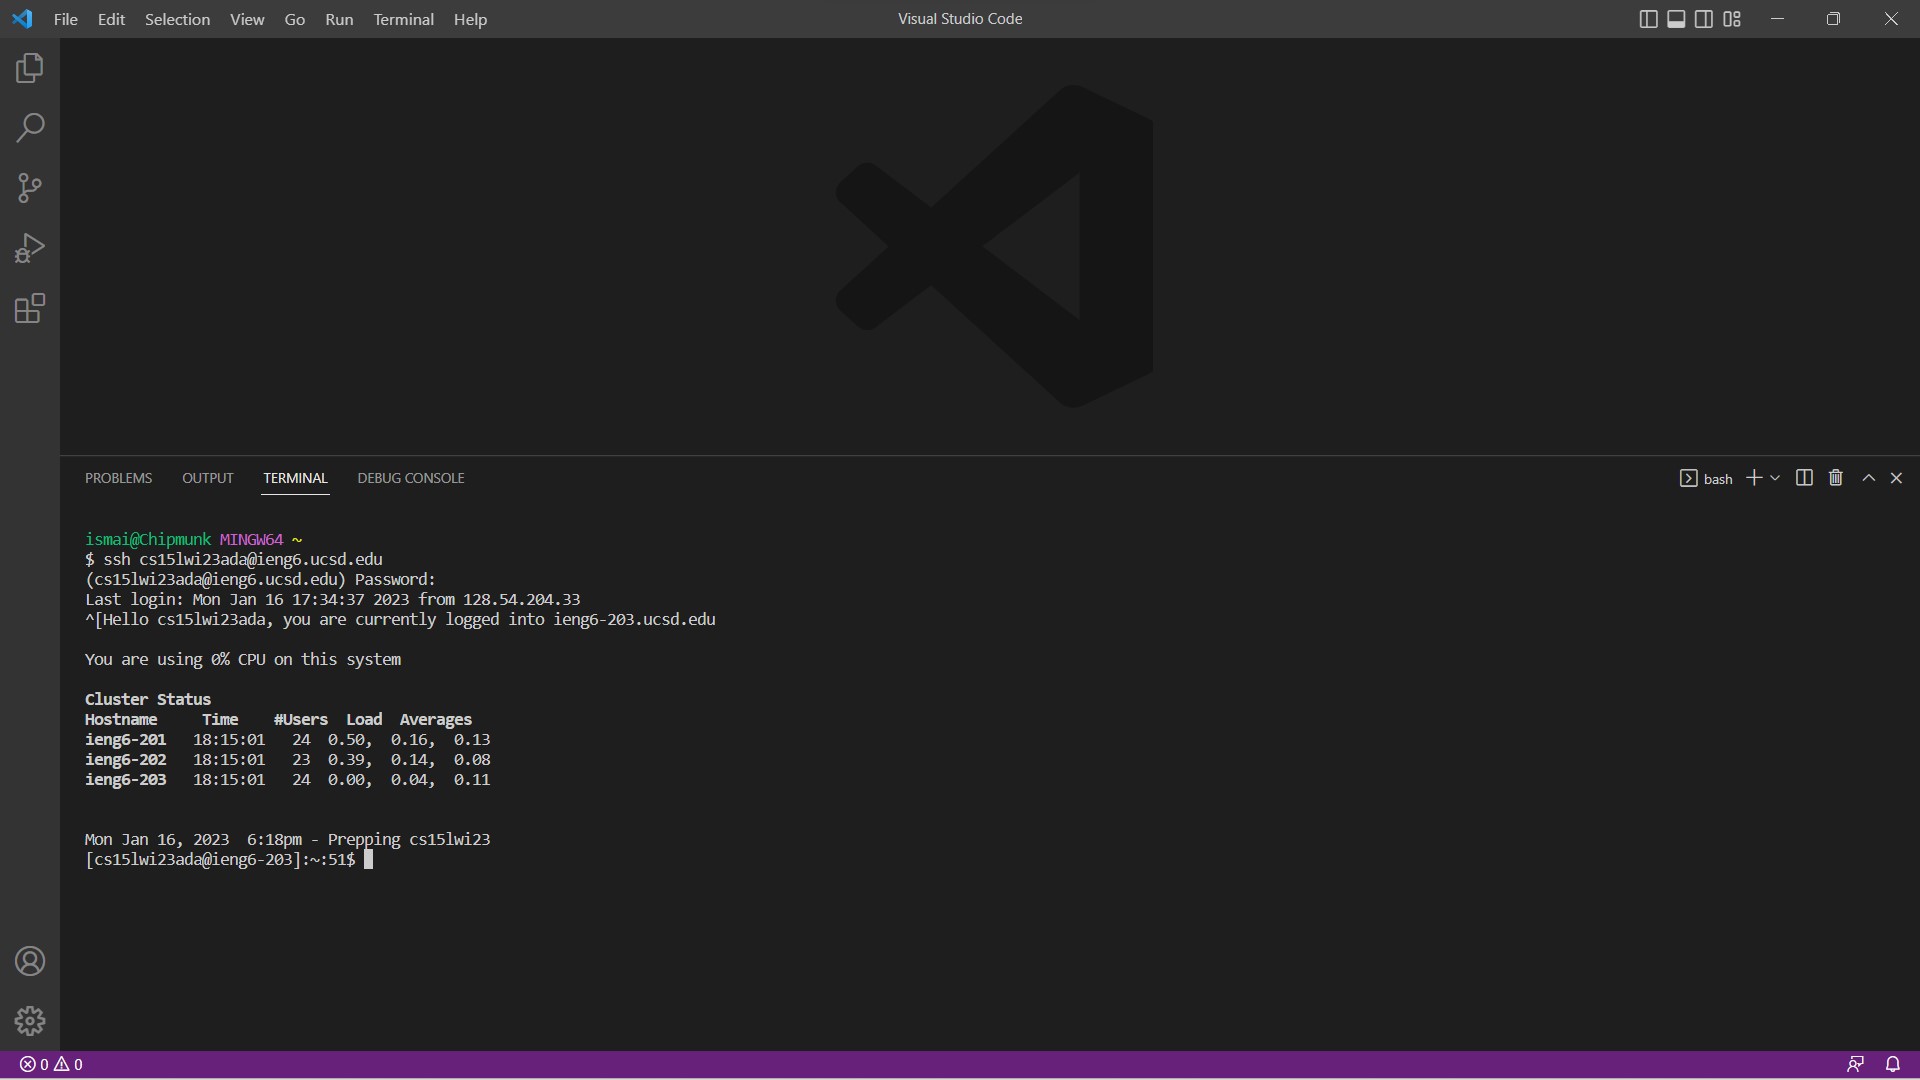 File Edit Selection View Go Run Terminal Help Visual Studio Code
PROBLEMS OUTPUT TERMINAL DEBUG CONSOLE bash
ismai@Chipmunk MINGW64 ~
$ ssh cs15lwi23ada@ieng6.ucsd.edu
(cs15lwi23ada@ieng6.ucsd.edu) Password:
Last login: Mon Jan 16 17:34:37 2023 from 128.54.204.33
^[Hello cs15lwi23ada, you are currently logged into ieng6-203.ucsd.edu
You are using 0% CPU on this system
Cluster Status
Hostname     Time    #Users  Load  Averages
ieng6-201   18:15:01   24  0.50,  0.16,  0.13
ieng6-202   18:15:01   23  0.39,  0.14,  0.08
ieng6-203   18:15:01   24  0.00,  0.04,  0.11
Mon Jan 16, 2023  6:18pm - Prepping cs15lwi23
[cs15lwi23ada@ieng6-203]:~:51$
0 0